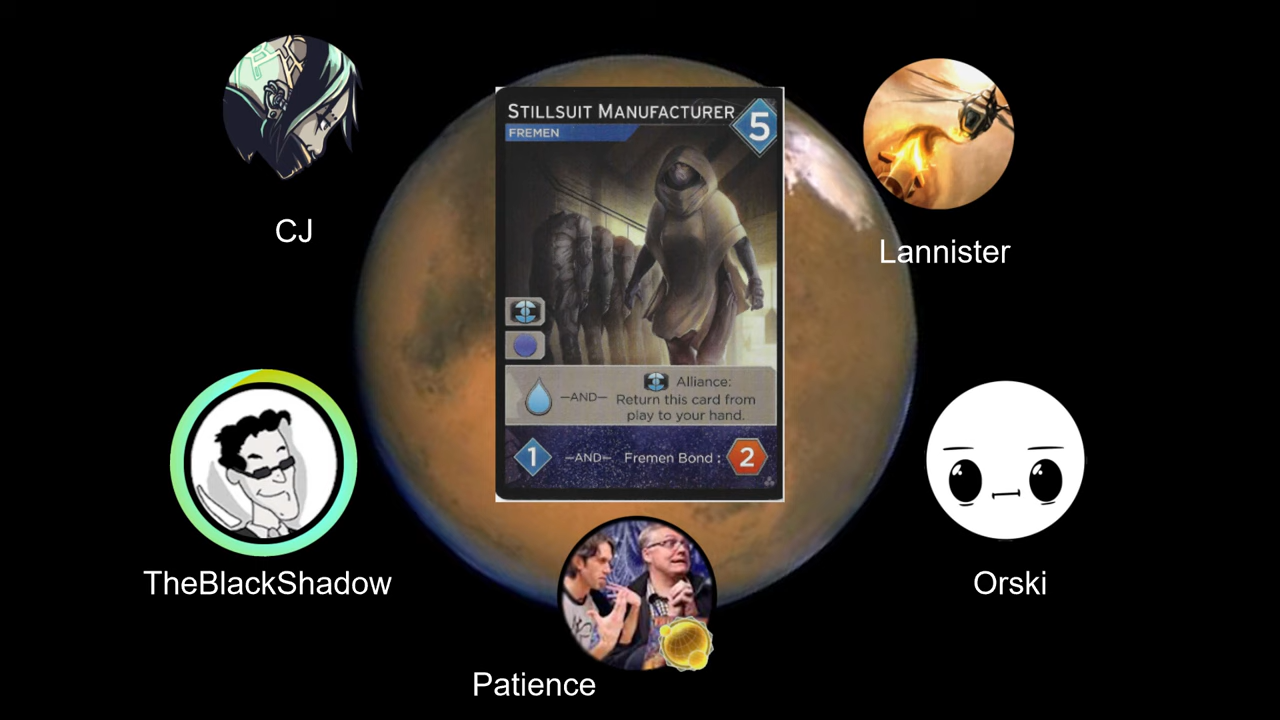 STILLSUIT MANUFACTURER
5
FREMEN
CJ
Lannister
Alliance:
—AND— Return this card from
play to your hand.
1 —AND— Fremen Bond : 2
TheBlackShadow
Orski
Patience